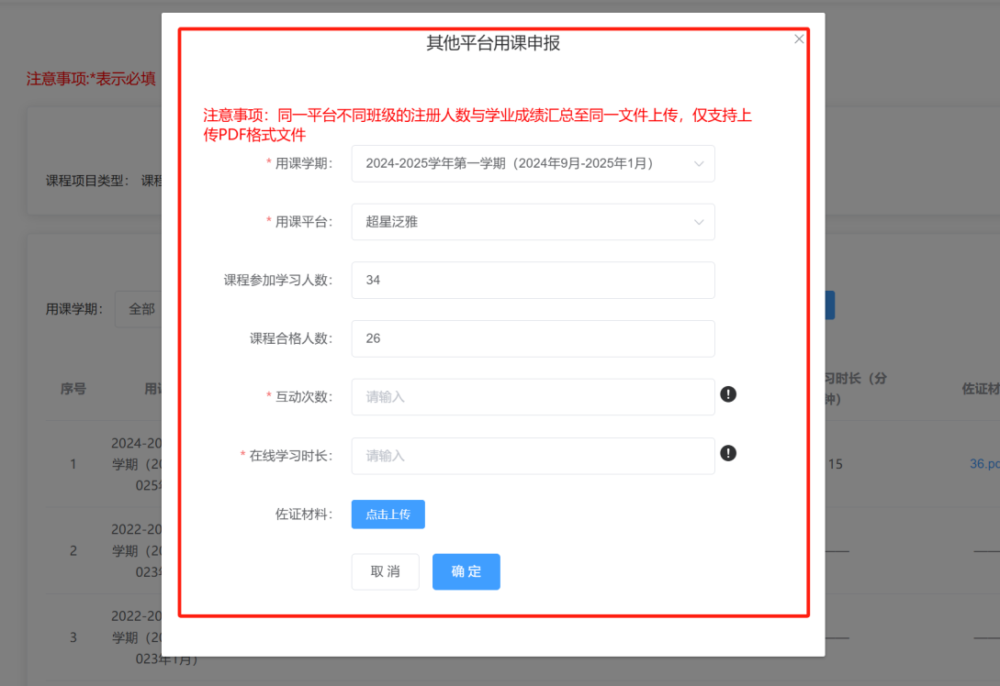 其他平台用课申报
注意事项:*表示必填
注意事项：同一平台不同班级的注册人数与学业成绩汇总至同一文件上传，仅支持上
传PDF格式文件
* 用课学期： 2024-2025学年第一学期（2024年9月-2025年1月）
课程项目类型： 课程
* 用课平台： 超星泛雅
课程参加学习人数： 34
用课学期： 全部
课程合格人数： 26
序号 用
习时长（分
钟）
佐证材
* 互动次数： 请输入 !
* 在线学习时长： 请输入 !
1
2024-20
学期（20
025年
15
36.pd
佐证材料： 点击上传
2
2022-20
学期（20
023年
——
——
取 消 确 定
3
2022-20
学期（20
023年1月）
——
——